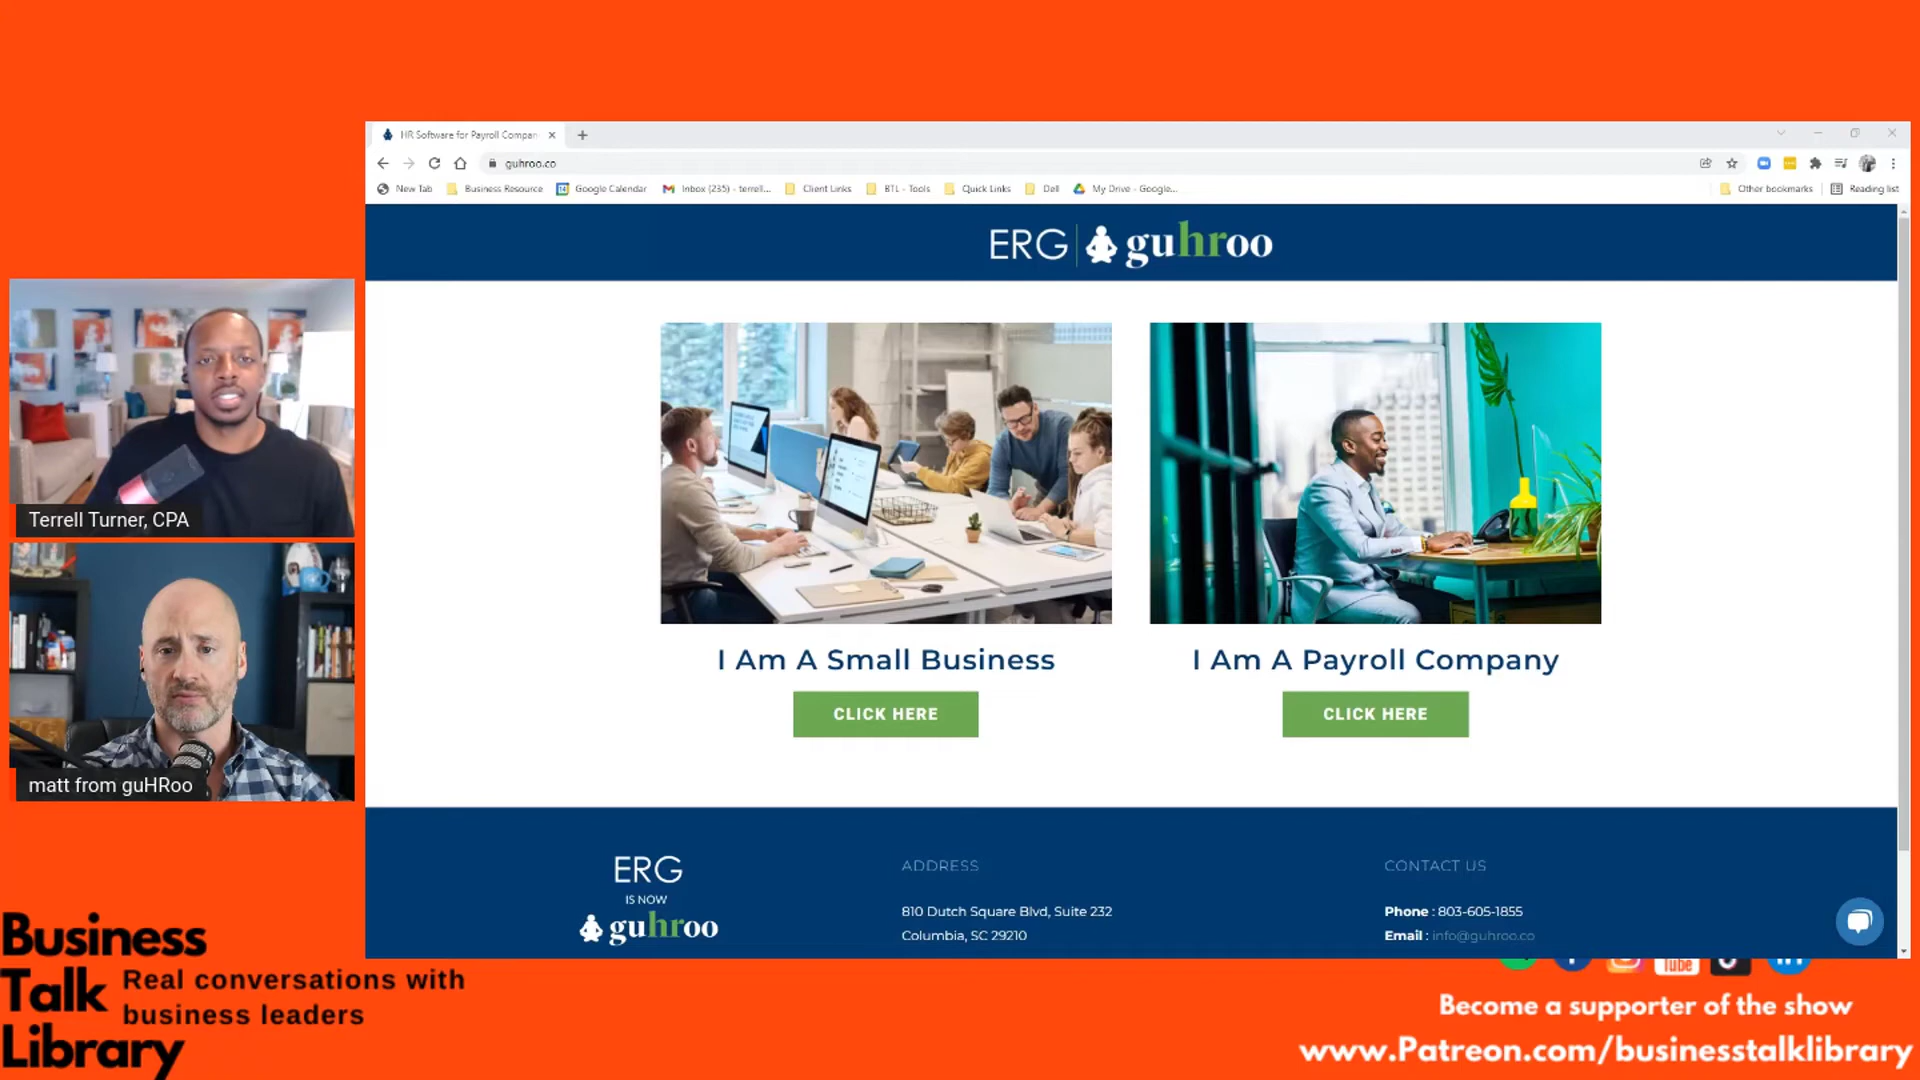 HR Software for Payroll Compan
guhroo.co
New Tab
Business Resource
Google Calendar
Inbox (235) - terrell...
Client Links
BTL - Tools
Quick Links
Dell
My Drive - Google...
Other bookmarks
Reading list
ERG | guhroo
Terrell Turner, CPA
matt from guHRoo
I Am A Small Business
CLICK HERE
I Am A Payroll Company
CLICK HERE
ERG
IS NOW
guhroo
ADDRESS
810 Dutch Square Blvd, Suite 232
Columbia, SC 29210
CONTACT US
Phone : 803-605-1855
Email : info@guhroo.co
Business
Talk
Library
Real conversations with
business leaders
Tube
Become a supporter of the show
www.Patreon.com/businesstalklibrary